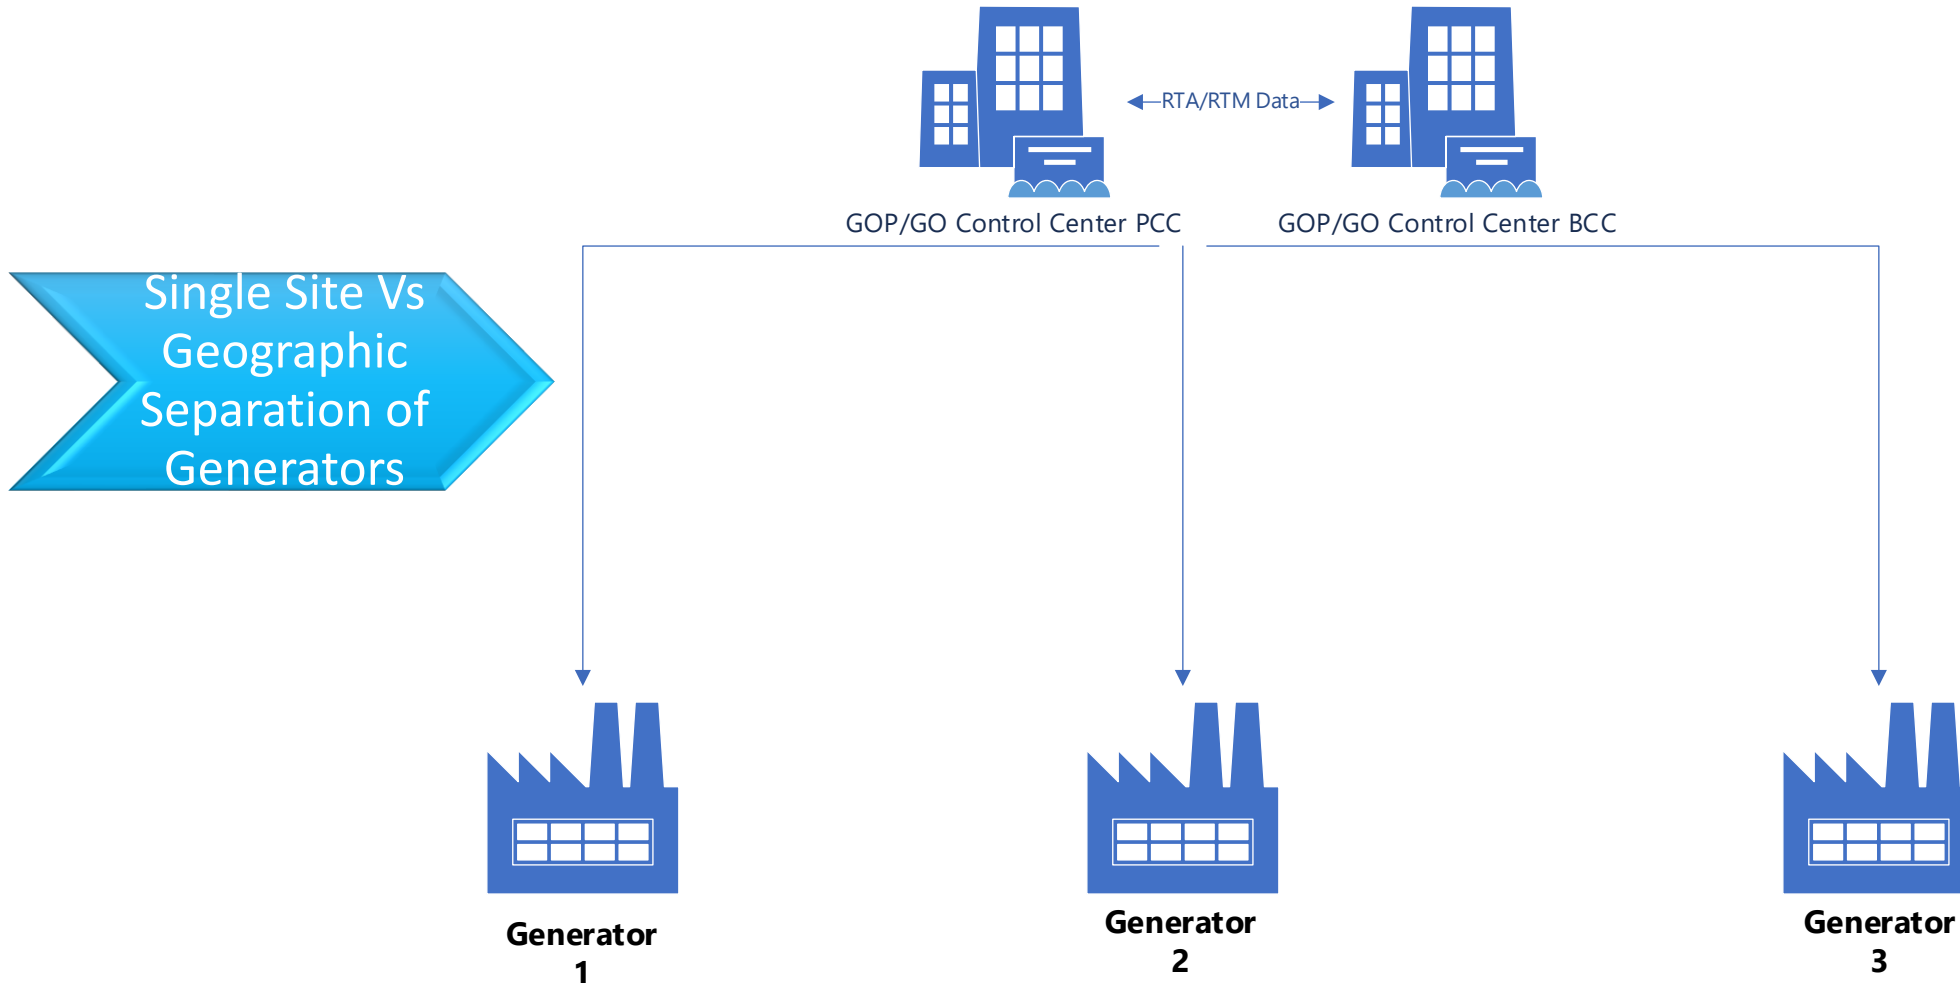 RTA/RTM Data
GOP/GO Control Center PCC
GOP/GO Control Center BCC
Single Site Vs
Geographic
Separation of
Generators
Generator
1
Generator
2
Generator
3